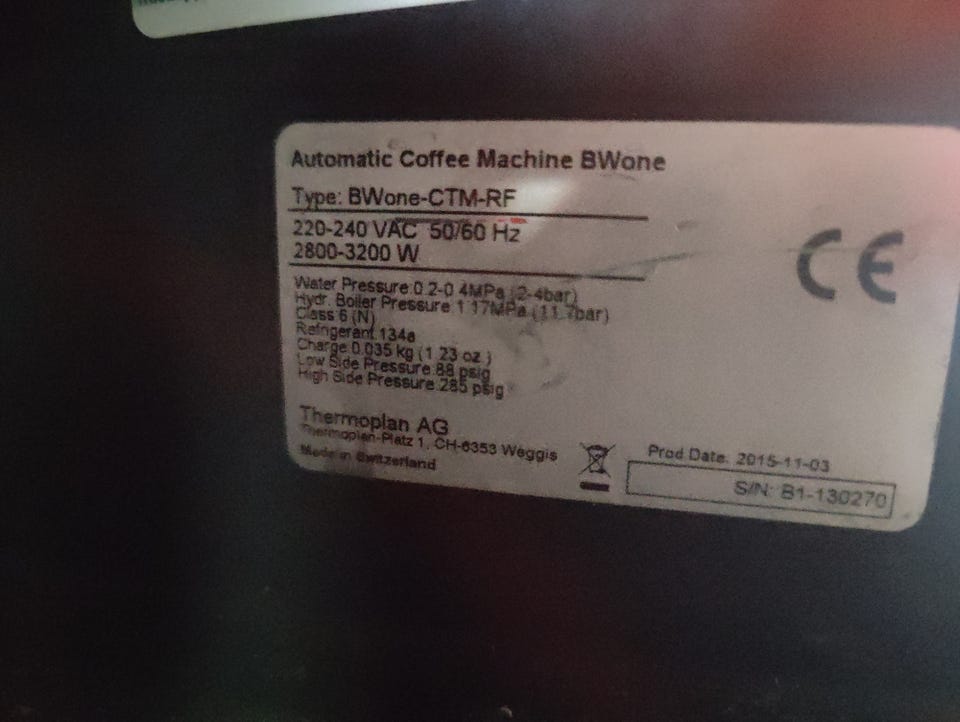 Automatic Coffee Machine BWone
Type: BWone-CTM-RF
220-240 VAC 50/60 Hz
2800-3200 W
Water Pressure:0.2-0.4MPa (2-4bar)
Hydr. Boiler Pressure:1.17MPa (11.7bar)
Class 6 (N)
Refrigerant 134a
Charge 0.035 kg (1.23 oz.)
Low Side Pressure:88 psig
High Side Pressure:285 psig
CE
Thermoplan AG
Thermoplan-Platz 1, CH-6353 Weggis
Made in Switzerland
Prod Date: 2015-11-03
S/N: B1-130270